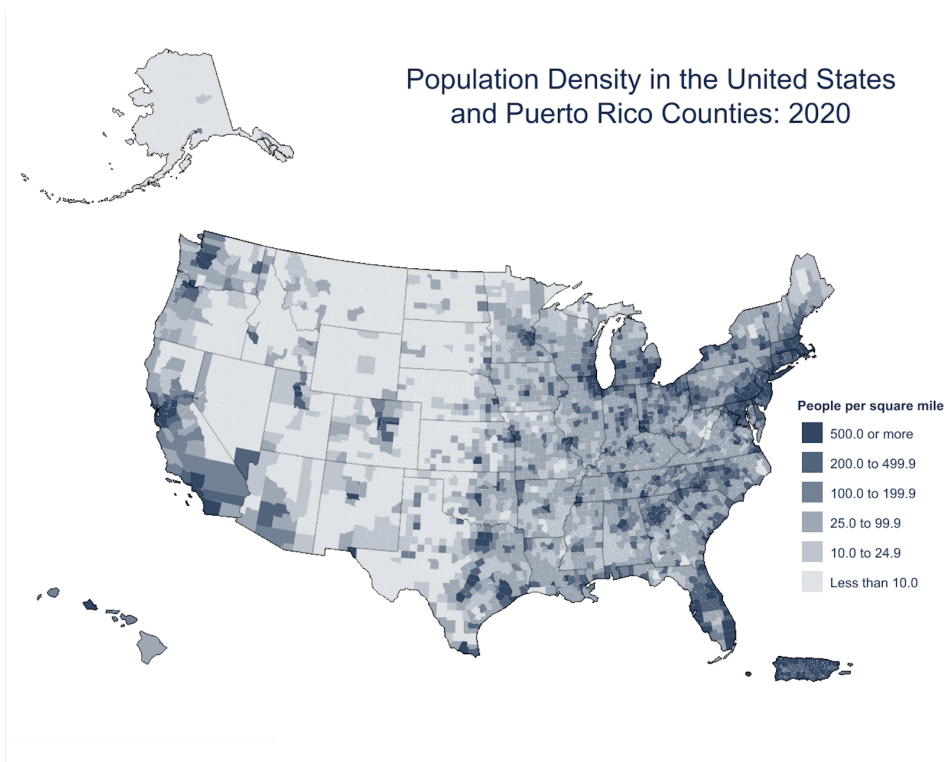 Population Density in the United States
and Puerto Rico Counties: 2020
People per square mile
500.0 or more
200.0 to 499.9
100.0 to 199.9
25.0 to 99.9
10.0 to 24.9
Less than 10.0